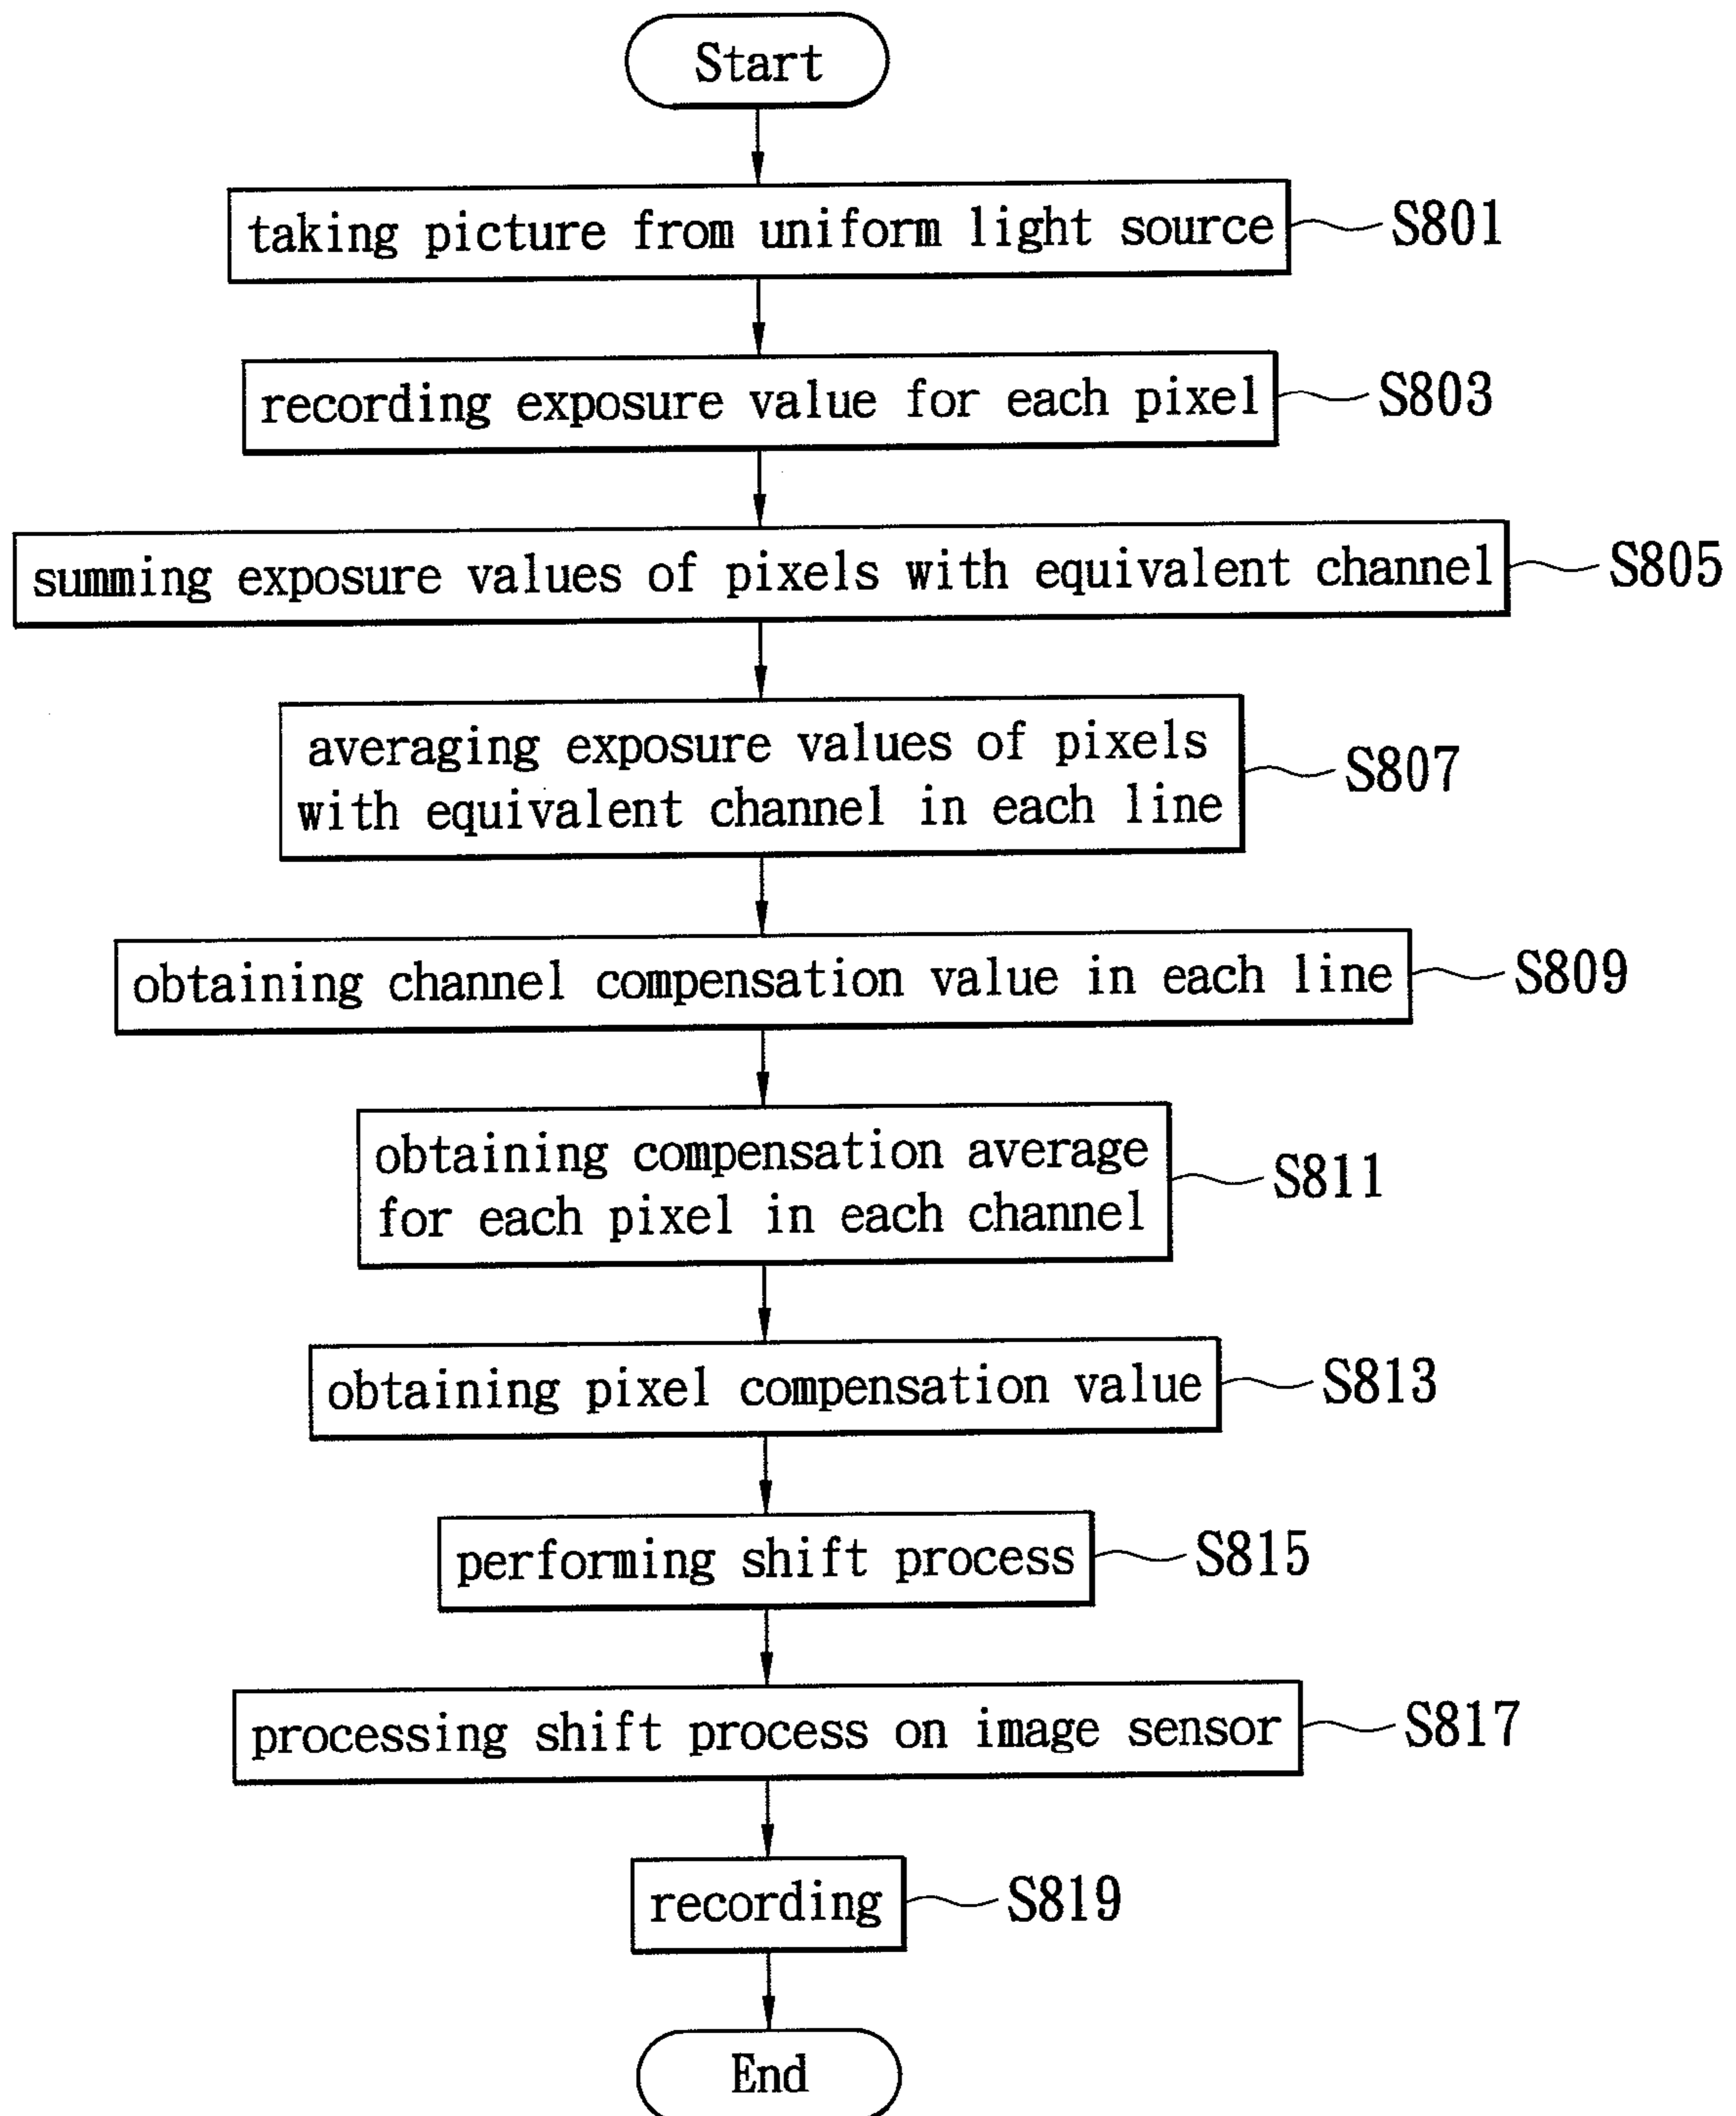 Start
taking picture from uniform light source
S801
recording exposure value for each pixel
S803
summing exposure values of pixels with equivalent channel
S805
averaging exposure values of pixels
with equivalent channel in each line
S807
obtaining channel compensation value in each line
S809
obtaining compensation average
for each pixel in each channel
S811
obtaining pixel compensation value
S813
performing shift process
S815
processing shift process on image sensor
S817
recording
S819
End